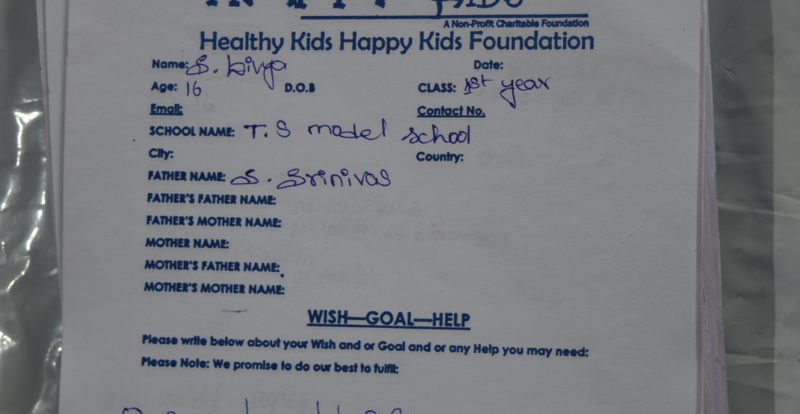 A Non-Profit Charitable Foundation
Healthy Kids Happy Kids Foundation
Name: S. Divya Date:
Age: 16 D.O.B CLASS: 1st year
Email: Contact No.
SCHOOL NAME: T.S model school
City: Country:
FATHER NAME: S. Srinivas
FATHER'S FATHER NAME:
FATHER'S MOTHER NAME:
MOTHER NAME:
MOTHER'S FATHER NAME:
MOTHER'S MOTHER NAME:
WISH—GOAL—HELP
Please write below about your Wish and or Goal and or any Help you may need:
Please Note: We promise to do our best to fulfil: